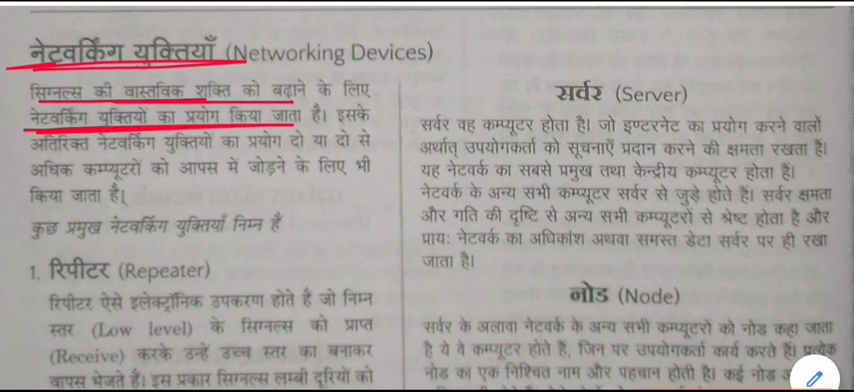 नेटवर्किंग युक्तियाँ (Networking Devices)
सिग्नल्स की वास्तविक शक्ति को बढ़ाने के लिए
नेटवर्किंग युक्तियों का प्रयोग किया जाता है। इसके
अतिरिक्त नेटवर्किंग युक्तियों का प्रयोग दो या दो से
अधिक कम्प्यूटरों को आपस में जोड़ने के लिए भी
किया जाता है।
कुछ प्रमुख नेटवर्किंग युक्तियाँ निम्न हैं
1. रिपीटर (Repeater)
रिपीटर ऐसे इलेक्ट्रॉनिक उपकरण होते हैं जो निम्न
स्तर (Low level) के सिग्नल्स को प्राप्त
(Receive) करके उन्हें उच्च स्तर का बनाकर
वापस भेजते हैं। इस प्रकार सिग्नल्स लम्बी दूरियों को
सर्वर (Server)
सर्वर वह कम्प्यूटर होता है। जो इण्टरनेट का प्रयोग करने वालों
अर्थात् उपयोगकर्ता को सूचनाएँ प्रदान करने की क्षमता रखता हैं।
यह नेटवर्क का सबसे प्रमुख तथा केन्द्रीय कम्प्यूटर होता हैं।
नेटवर्क के अन्य सभी कम्प्यूटर सर्वर से जुड़े होते हैं। सर्वर क्षमता
और गति की दृष्टि से अन्य सभी कम्प्यूटरों से श्रेष्ट होता है और
प्राय: नेटवर्क का अधिकांश अथवा समस्त डेटा सर्वर पर ही रखा
जाता है।
नोड (Node)
सर्वर के अलावा नेटवर्क के अन्य सभी कम्प्यूटरों को नोड कहा जाता
है ये वे कम्प्यूटर होते हैं, जिन पर उपयोगकर्ता कार्य करते हैं। प्रत्येक
नोड का एक निश्चित नाम और पहचान होती है। कई नोड